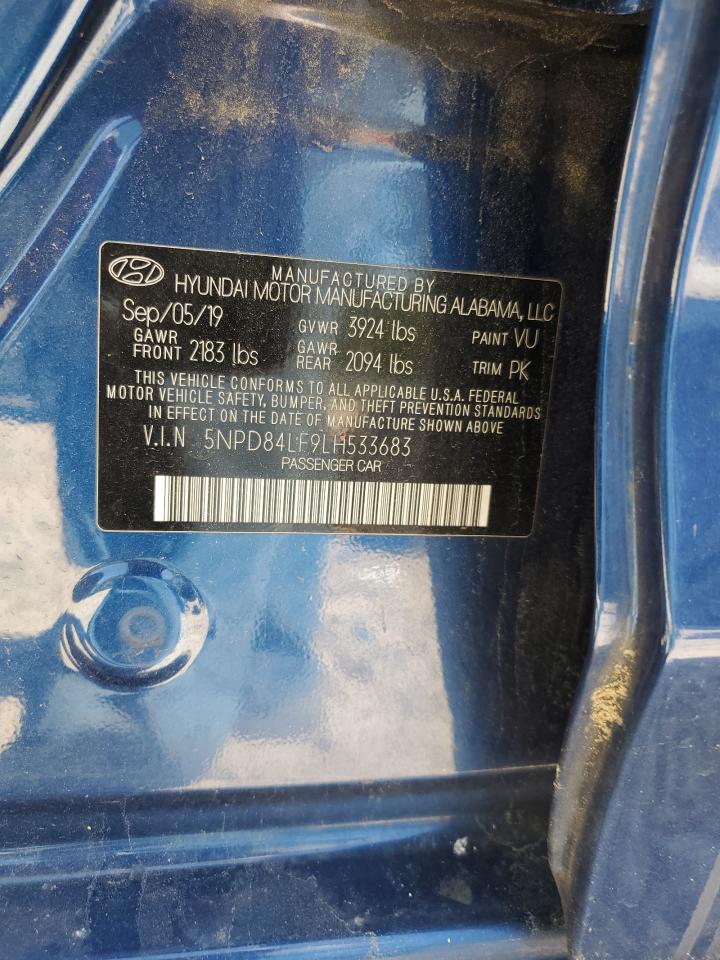 MANUFACTURED BY
HYUNDAI MOTOR MANUFACTURING ALABAMA, LLC
Sep/05/19 GVWR 3924 lbs PAINT VU
GAWR FRONT 2183 lbs GAWR REAR 2094 lbs TRIM PK
THIS VEHICLE CONFORMS TO ALL APPLICABLE U.S.A. FEDERAL
MOTOR VEHICLE SAFETY, BUMPER, AND THEFT PREVENTION STANDARDS
IN EFFECT ON THE DATE OF MANUFACTURE SHOWN ABOVE
V.I.N 5NPD84LF9LH533683
PASSENGER CAR